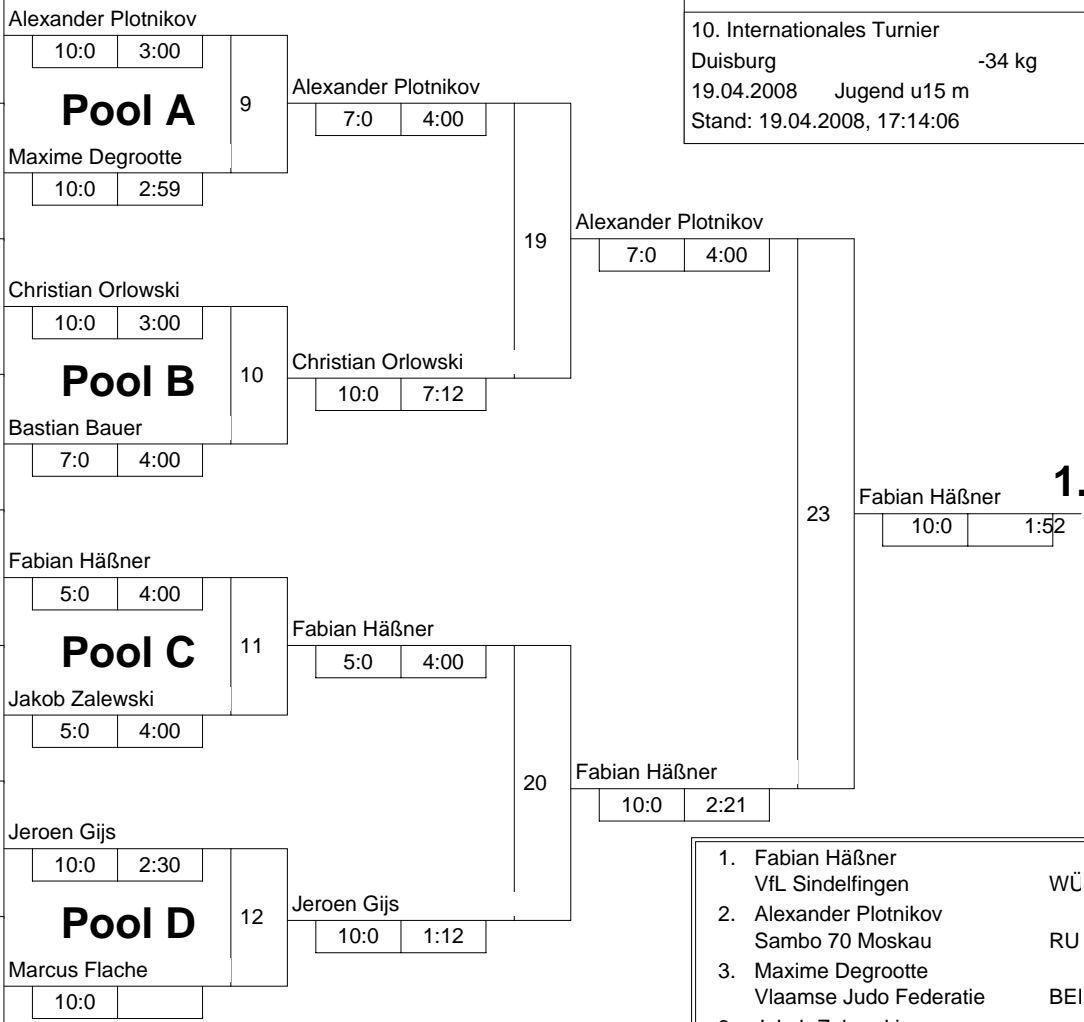 Alexander Plotnikov
10:0 3:00
Pool A
9
Maxime Degrootte
10:0 2:59
Alexander Plotnikov
7:0 4:00
Christian Orlowski
10:0 3:00
Pool B
10
Bastian Bauer
7:0 4:00
Christian Orlowski
10:0 7:12
19
Alexander Plotnikov
7:0 4:00
Fabian Häßner
5:0 4:00
Pool C
11
Jakob Zalewski
5:0 4:00
Fabian Häßner
5:0 4:00
Jeroen Gijs
10:0 2:30
Pool D
12
Marcus Flache
10:0
Jeroen Gijs
10:0 1:12
20
Fabian Häßner
10:0 2:21
23
Fabian Häßner 1.
10:0 1:52
10. Internationales Turnier
Duisburg -34 kg
19.04.2008 Jugend u15 m
Stand: 19.04.2008, 17:14:06
1. Fabian Häßner
VfL Sindelfingen WÜ
2. Alexander Plotnikov
Sambo 70 Moskau RU
3. Maxime Degrootte
Vlaamse Judo Federatie BE